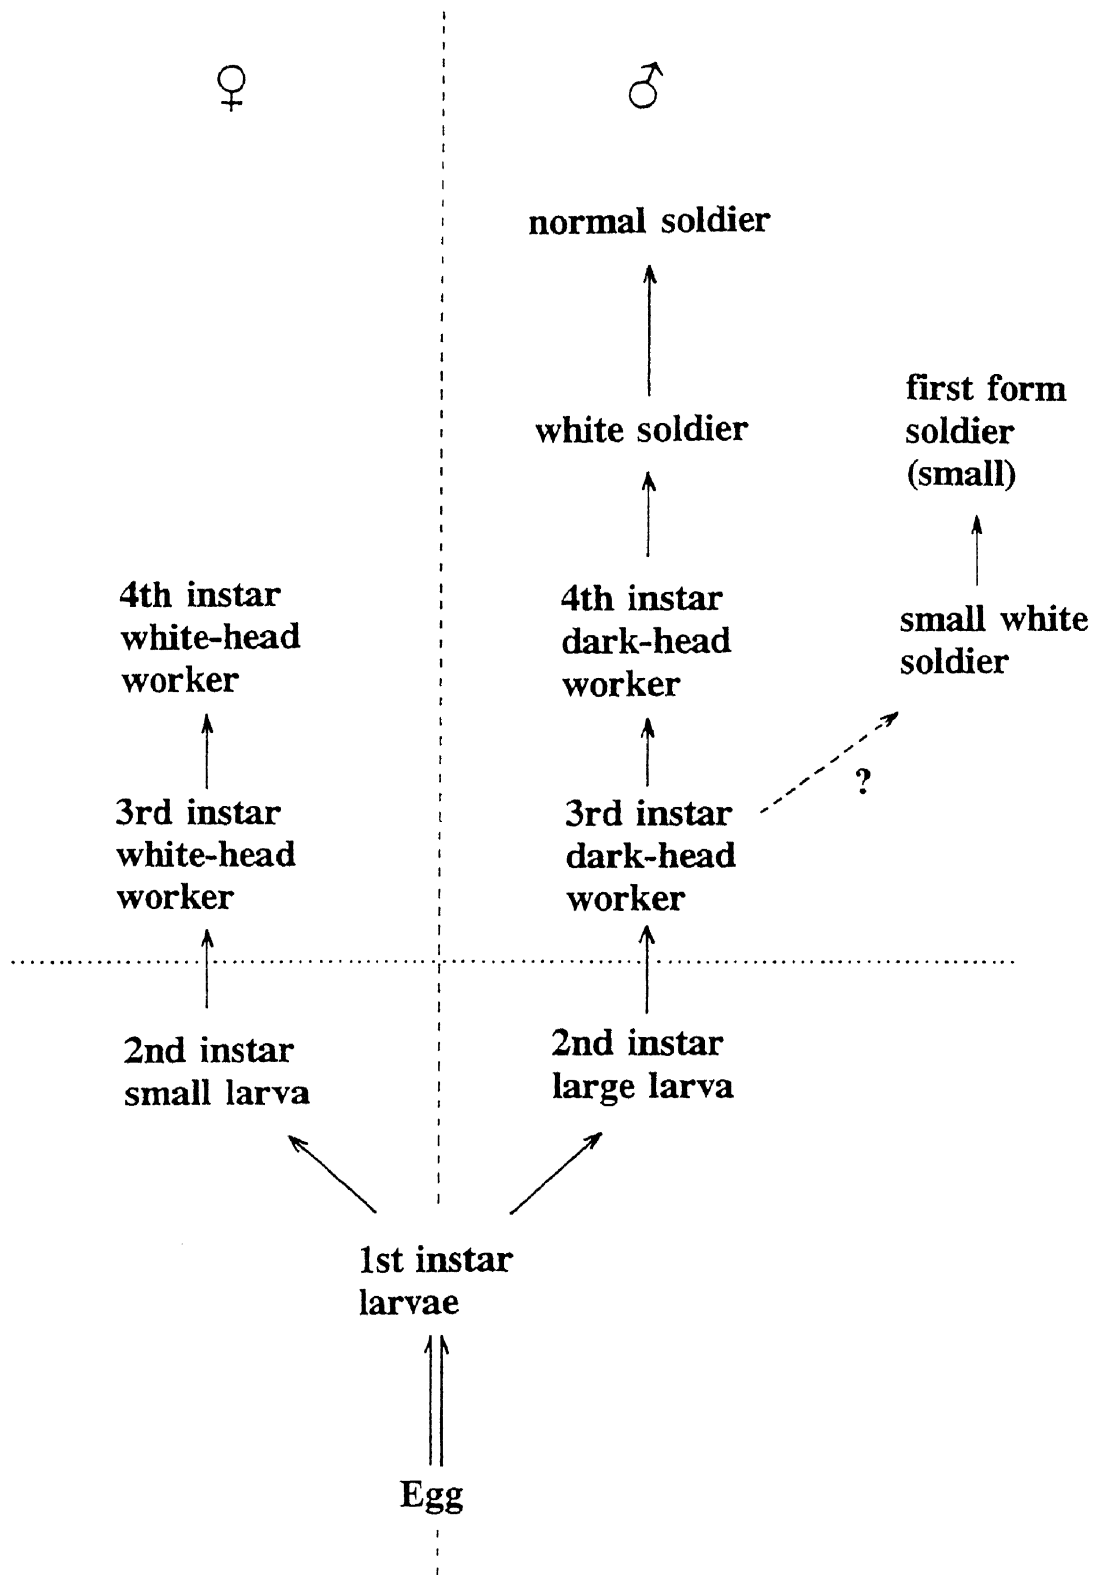 ♀
♂
normal soldier
white soldier
first form
soldier
(small)
4th instar
white-head
worker
4th instar
dark-head
worker
small white
soldier
?
3rd instar
white-head
worker
3rd instar
dark-head
worker
2nd instar
small larva
2nd instar
large larva
1st instar
larvae
Egg